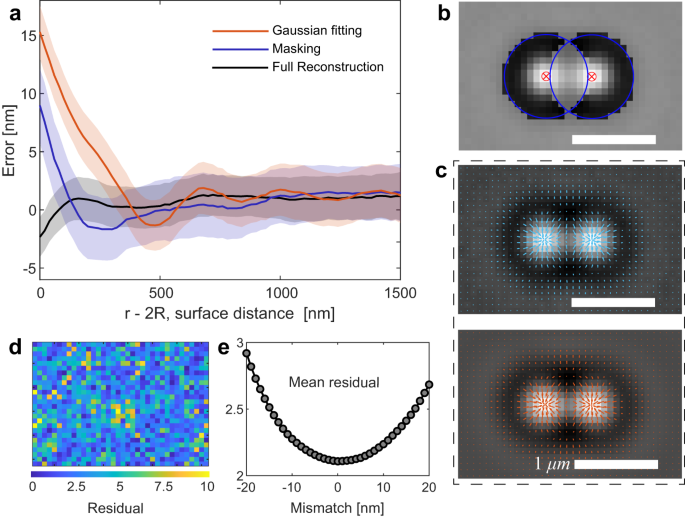 a
Gaussian fitting
Masking
Full Reconstruction
Error [nm]
15
10
5
0
-5
0
500
1000
1500
r - 2R, surface distance [nm]
b
c
1 µm
d
0
2.5
5
7.5
10
Residual
e
3
2.5
2
Mean residual
-20
-10
0
10
20
Mismatch [nm]